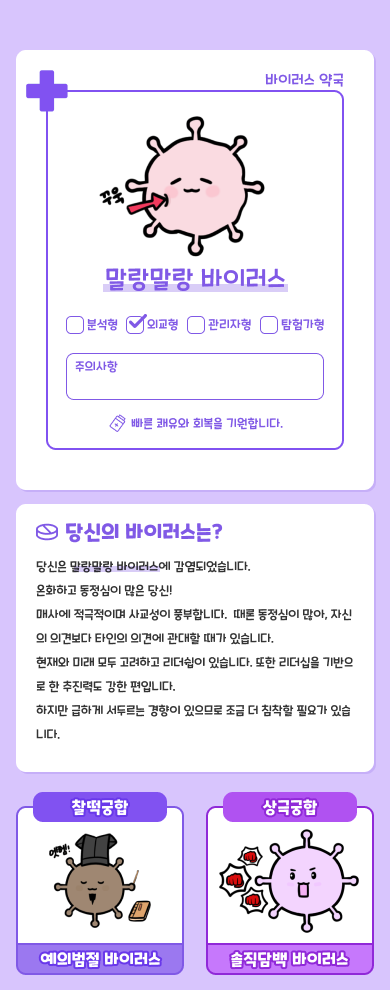 바이러스 약국
꾸욱
말랑말랑 바이러스
분석형 외교형 관리자형 탐험가형
주의사항
빠른 쾌유와 회복을 기원합니다.
당신의 바이러스는?
당신은 말랑말랑 바이러스에 감염되었습니다.
온화하고 동정심이 많은 당신!
매사에 적극적이며 사교성이 풍부합니다. 때론 동정심이 많아, 자신
의 의견보다 타인의 의견에 관대할 때가 있습니다.
현재와 미래 모두 고려하고 리더쉽이 있습니다. 또한 리더십을 기반으
로 한 추진력도 강한 편입니다.
하지만 급하게 서두르는 경향이 있으므로 조금 더 침착할 필요가 있습
니다.
찰떡궁합 상극궁합
엣헴!
예의범절 바이러스 솔직담백 바이러스